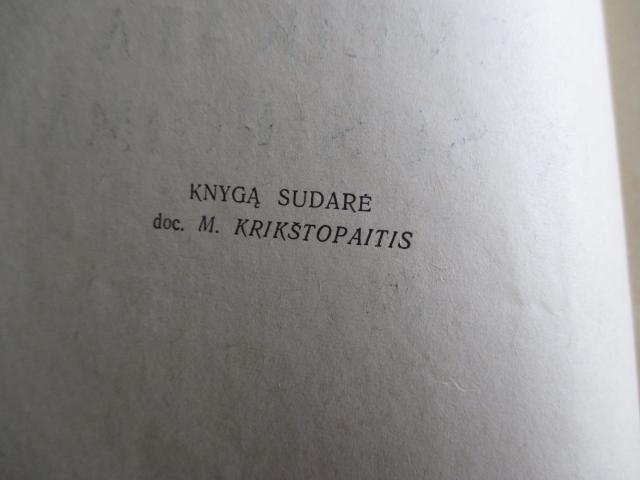 KNYGĄ SUDARĖ
doc. M. KRIKŠTOPAITIS